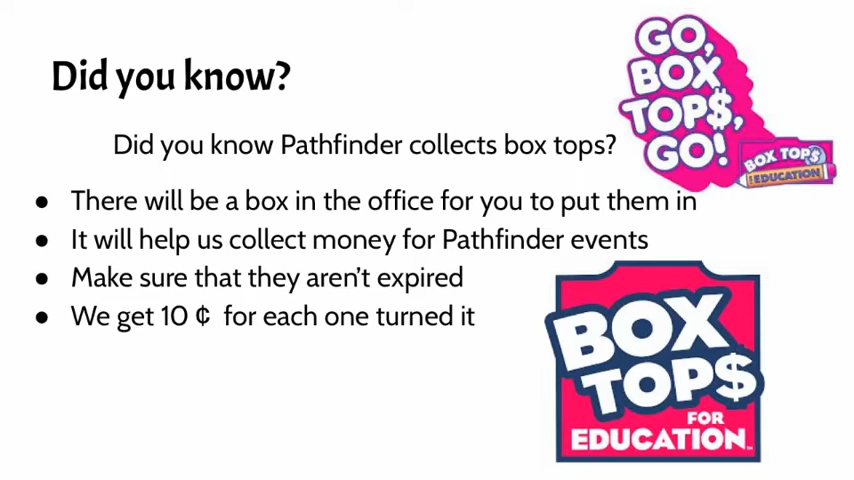 GO,
BOX
TOP$,
GO!
BOX TOP$
FOR EDUCATION
Did you know?
Did you know Pathfinder collects box tops?
● There will be a box in the office for you to put them in
● It will help us collect money for Pathfinder events
● Make sure that they aren't expired
● We get 10 ¢ for each one turned it
BOX
TOP$
FOR
EDUCATION™